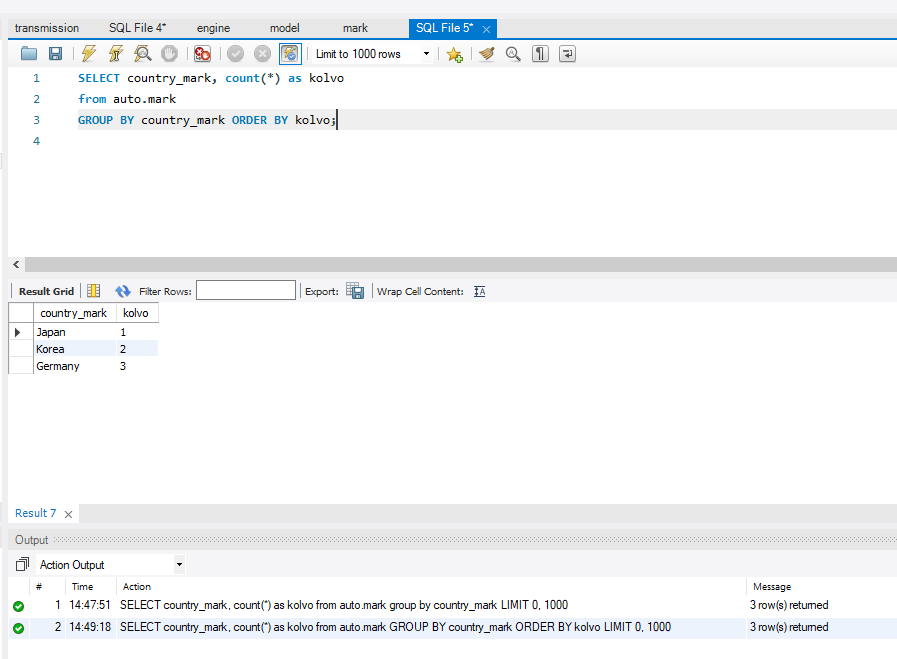 transmission SQL File 4* engine model mark SQL File 5*
Limit to 1000 rows
1 SELECT country_mark, count(*) as kolvo
2 from auto.mark
3 GROUP BY country_mark ORDER BY kolvo;
4
Result Grid Filter Rows: Export: Wrap Cell Content:
country_mark kolvo
Japan 1
Korea 2
Germany 3
Result 7
Output
Action Output
# Time Action Message
1 14:47:51 SELECT country_mark, count(*) as kolvo from auto.mark group by country_mark LIMIT 0, 1000 3 row(s) returned
2 14:49:18 SELECT country_mark, count(*) as kolvo from auto.mark GROUP BY country_mark ORDER BY kolvo LIMIT 0, 1000 3 row(s) returned